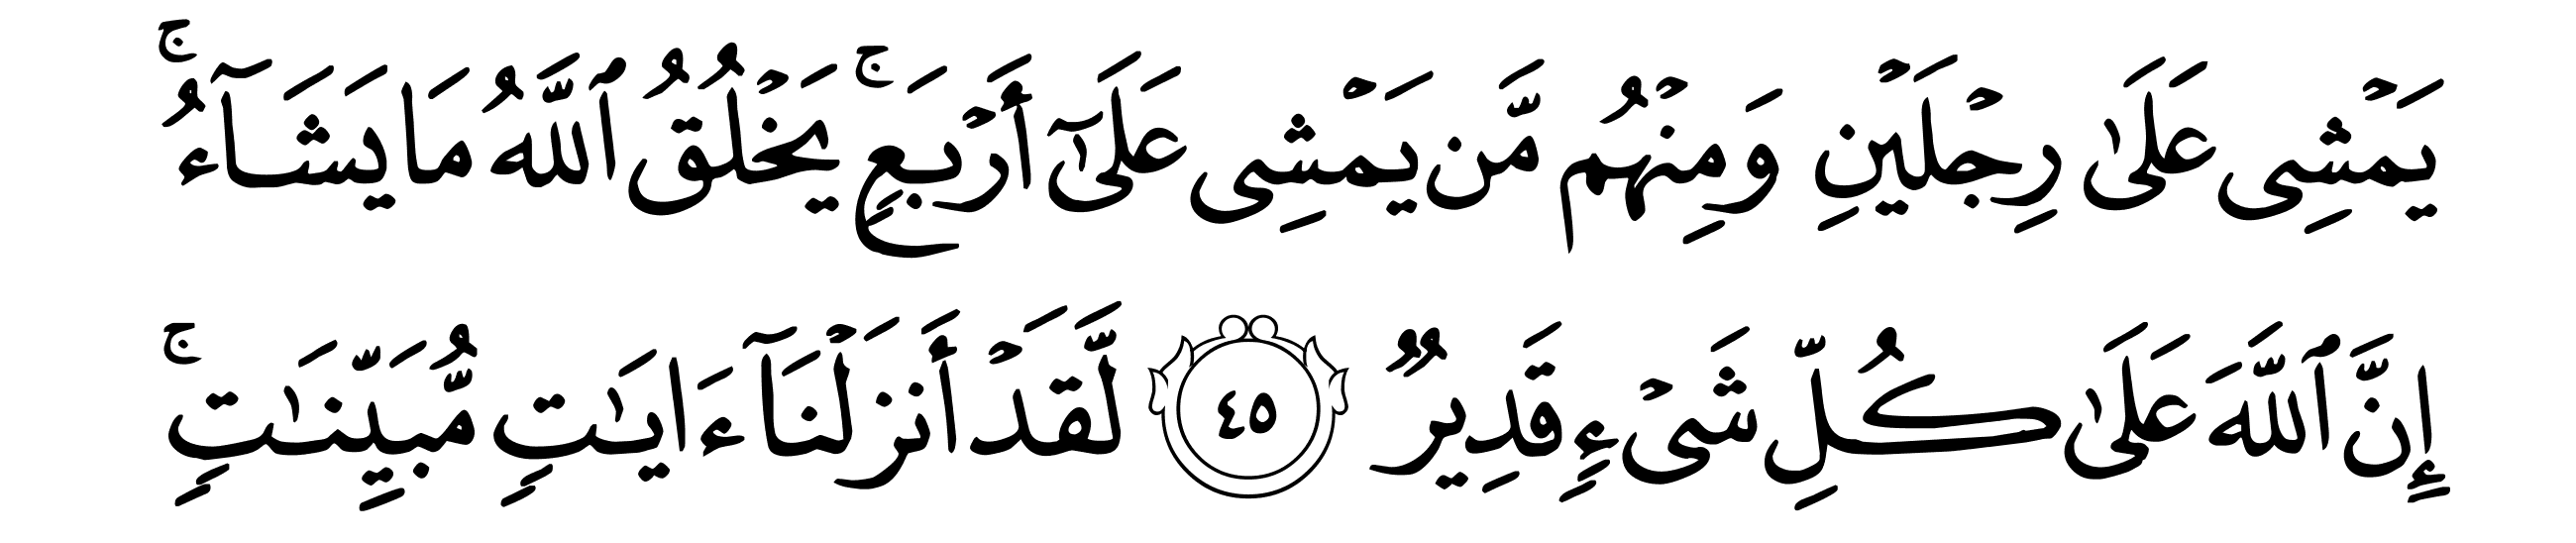 يَمْشِى عَلَىٰ رِجْلَيْنِ وَمِنْهُم مَّن يَمْشِى عَلَىٰٓ أَرْبَعٍۚ يَخْلُقُ ٱللَّهُ مَا يَشَآءُۚ
إِنَّ ٱللَّهَ عَلَىٰ كُلِّ شَىْءٍ قَدِيرٌ ٤٥ لَّقَدْ أَنزَلْنَآ ءَايَٰتٍ مُّبَيِّنَٰتٍۚ